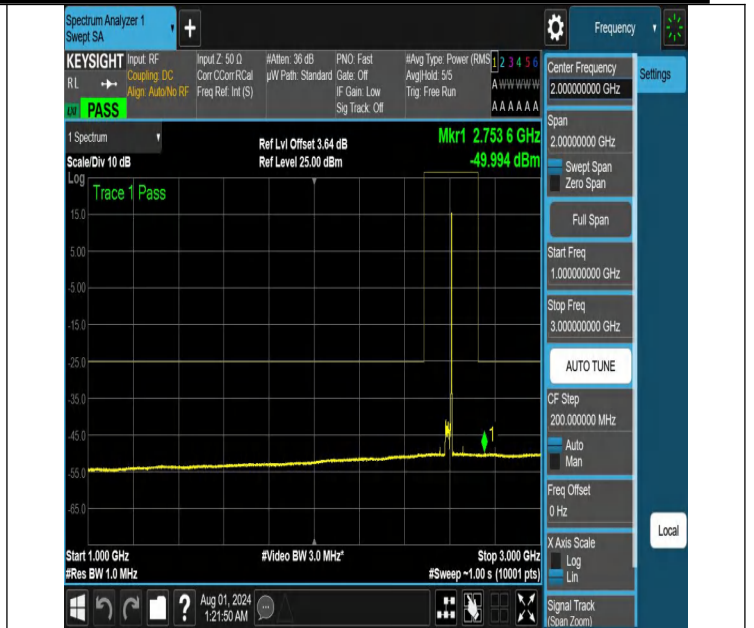 Spectrum Analyzer 1
Swept SA
Frequency
KEYSIGHT
RL
LXI
PASS
Input: RF
Coupling: DC
Align: Auto/No RF
Input Z: 50 Ω
Corr CCorr RCal
Freq Ref: Int (S)
#Atten: 36 dB
µW Path: Standard
PNO: Fast
Gate: Off
IF Gain: Low
Sig Track: Off
#Avg Type: Power (RMS
Avg|Hold: 5/5
Trig: Free Run
1 2 3 4 5 6
A W W W W W
A A A A A A
Center Frequency
2.000000000 GHz
Settings
1 Spectrum
Ref Lvl Offset 3.64 dB
Mkr1 2.753 6 GHz
Scale/Div 10 dB
Ref Level 25.00 dBm
-49.994 dBm
Log
Trace 1 Pass
15.0
5.00
-5.00
-15.0
-25.0
-35.0
-45.0
-55.0
-65.0
1
Start 1.000 GHz
#Video BW 3.0 MHz*
Stop 3.000 GHz
#Res BW 1.0 MHz
#Sweep ~1.00 s (10001 pts)
Span
2.00000000 GHz
Swept Span
Zero Span
Full Span
Start Freq
1.000000000 GHz
Stop Freq
3.000000000 GHz
AUTO TUNE
CF Step
200.000000 MHz
Auto
Man
Freq Offset
0 Hz
X Axis Scale
Log
Lin
Local
Signal Track
(Span Zoom)
?
Aug 01, 2024
1:21:50 AM